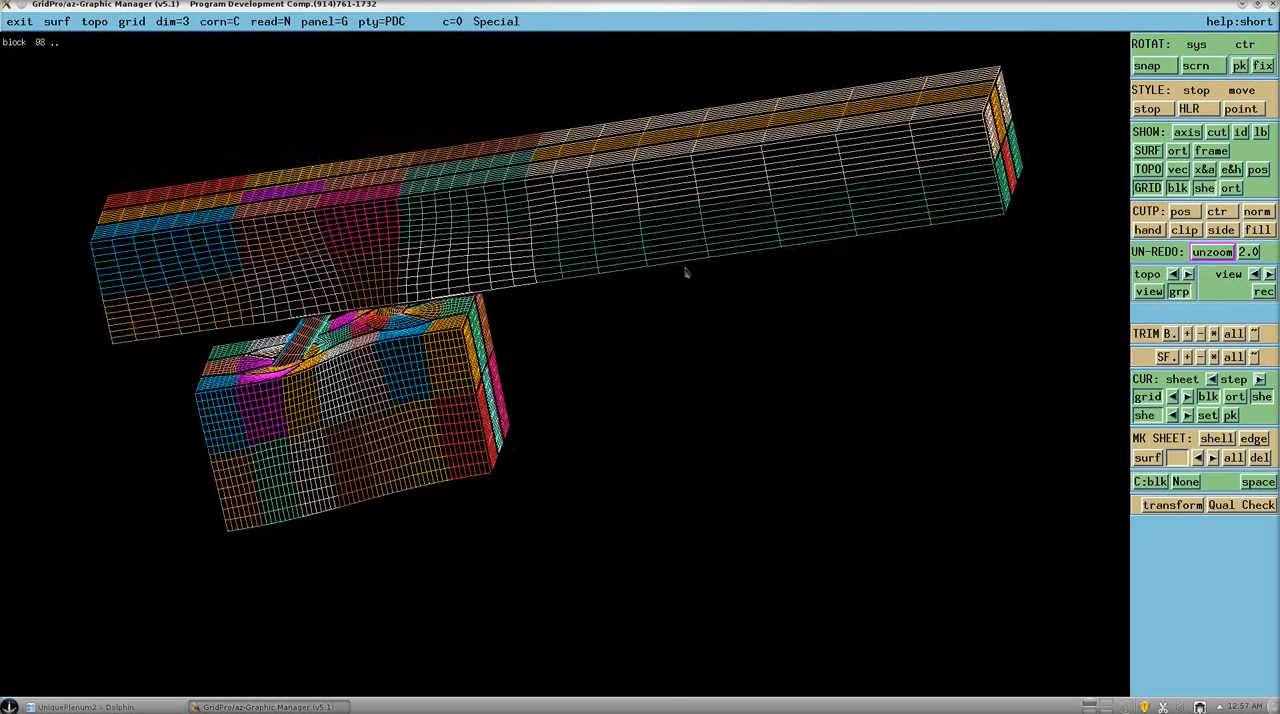 GridPro/az-Graphic Manager (v5.1) Program Development Comp.(914)761-1732
exit surf topo grid dim=3 corn=C read=N panel=G pty=PDC c=0 Special help:short
block 98 ..
ROTAT: sys ctr
snap scrn pk fix
STYLE: stop move
stop HLR point
SHOW: axis cut id lb
SURF ort frame
TOPO vec x&a e&h pos
GRID blk she ort
CUTP: pos ctr norm
hand clip side fill
UN-REDO: unzoom 2.0
topo view
view grp rec
TRIM B. + - * all ~
SF. + - * all ~
CUR: sheet step
grid blk ort she
she set pk
MK SHEET: shell edge
surf all del
C:blk None space
transform Qual Check
UniquePlenum2 – Dolphin GridPro/az-Graphic Manager (v5.1) 12:57 AM